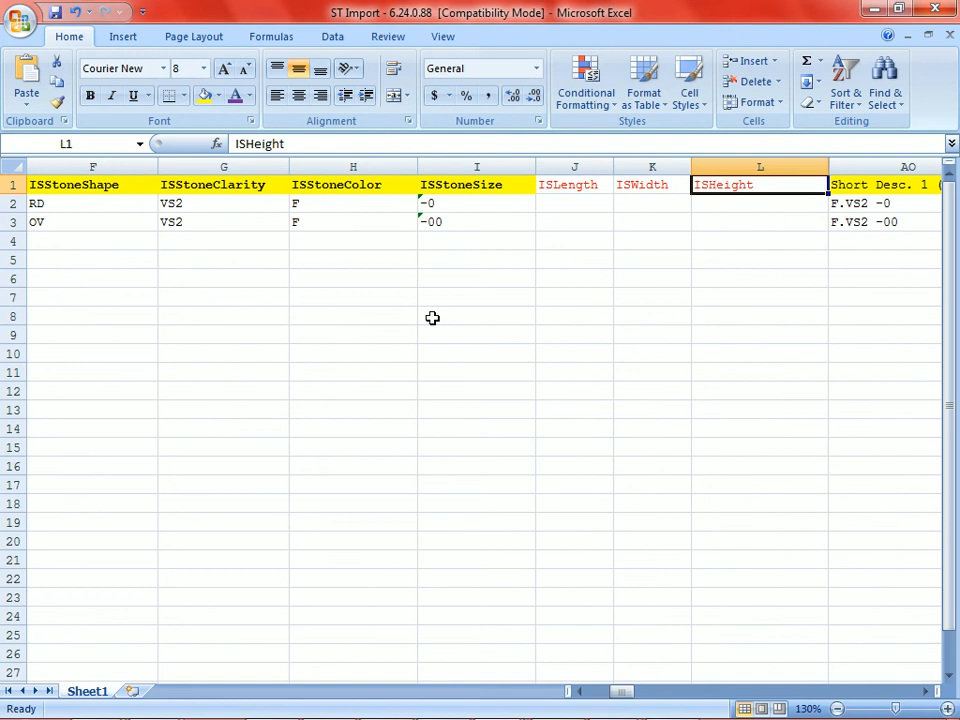 ST Import - 6.24.0.88 [Compatibility Mode] - Microsoft Excel
Home Insert Page Layout Formulas Data Review View
Courier New 8 General
Paste B I U $ % , Conditional Formatting Format as Table Cell Styles Insert Delete Format Σ Sort & Filter Find & Select
Clipboard Font Alignment Number Styles Cells Editing
L1 fx ISHeight
F G H I J K L AO
1 ISStoneShape ISStoneClarity ISStoneColor ISStoneSize ISLength ISWidth ISHeight Short Desc. 1 (
2 RD VS2 F -0 F.VS2 -0
3 OV VS2 F -00 F.VS2 -00
4
5
6
7
8
9
10
11
12
13
14
15
16
17
18
19
20
21
22
23
24
25
26
27
Sheet1
Ready 130%